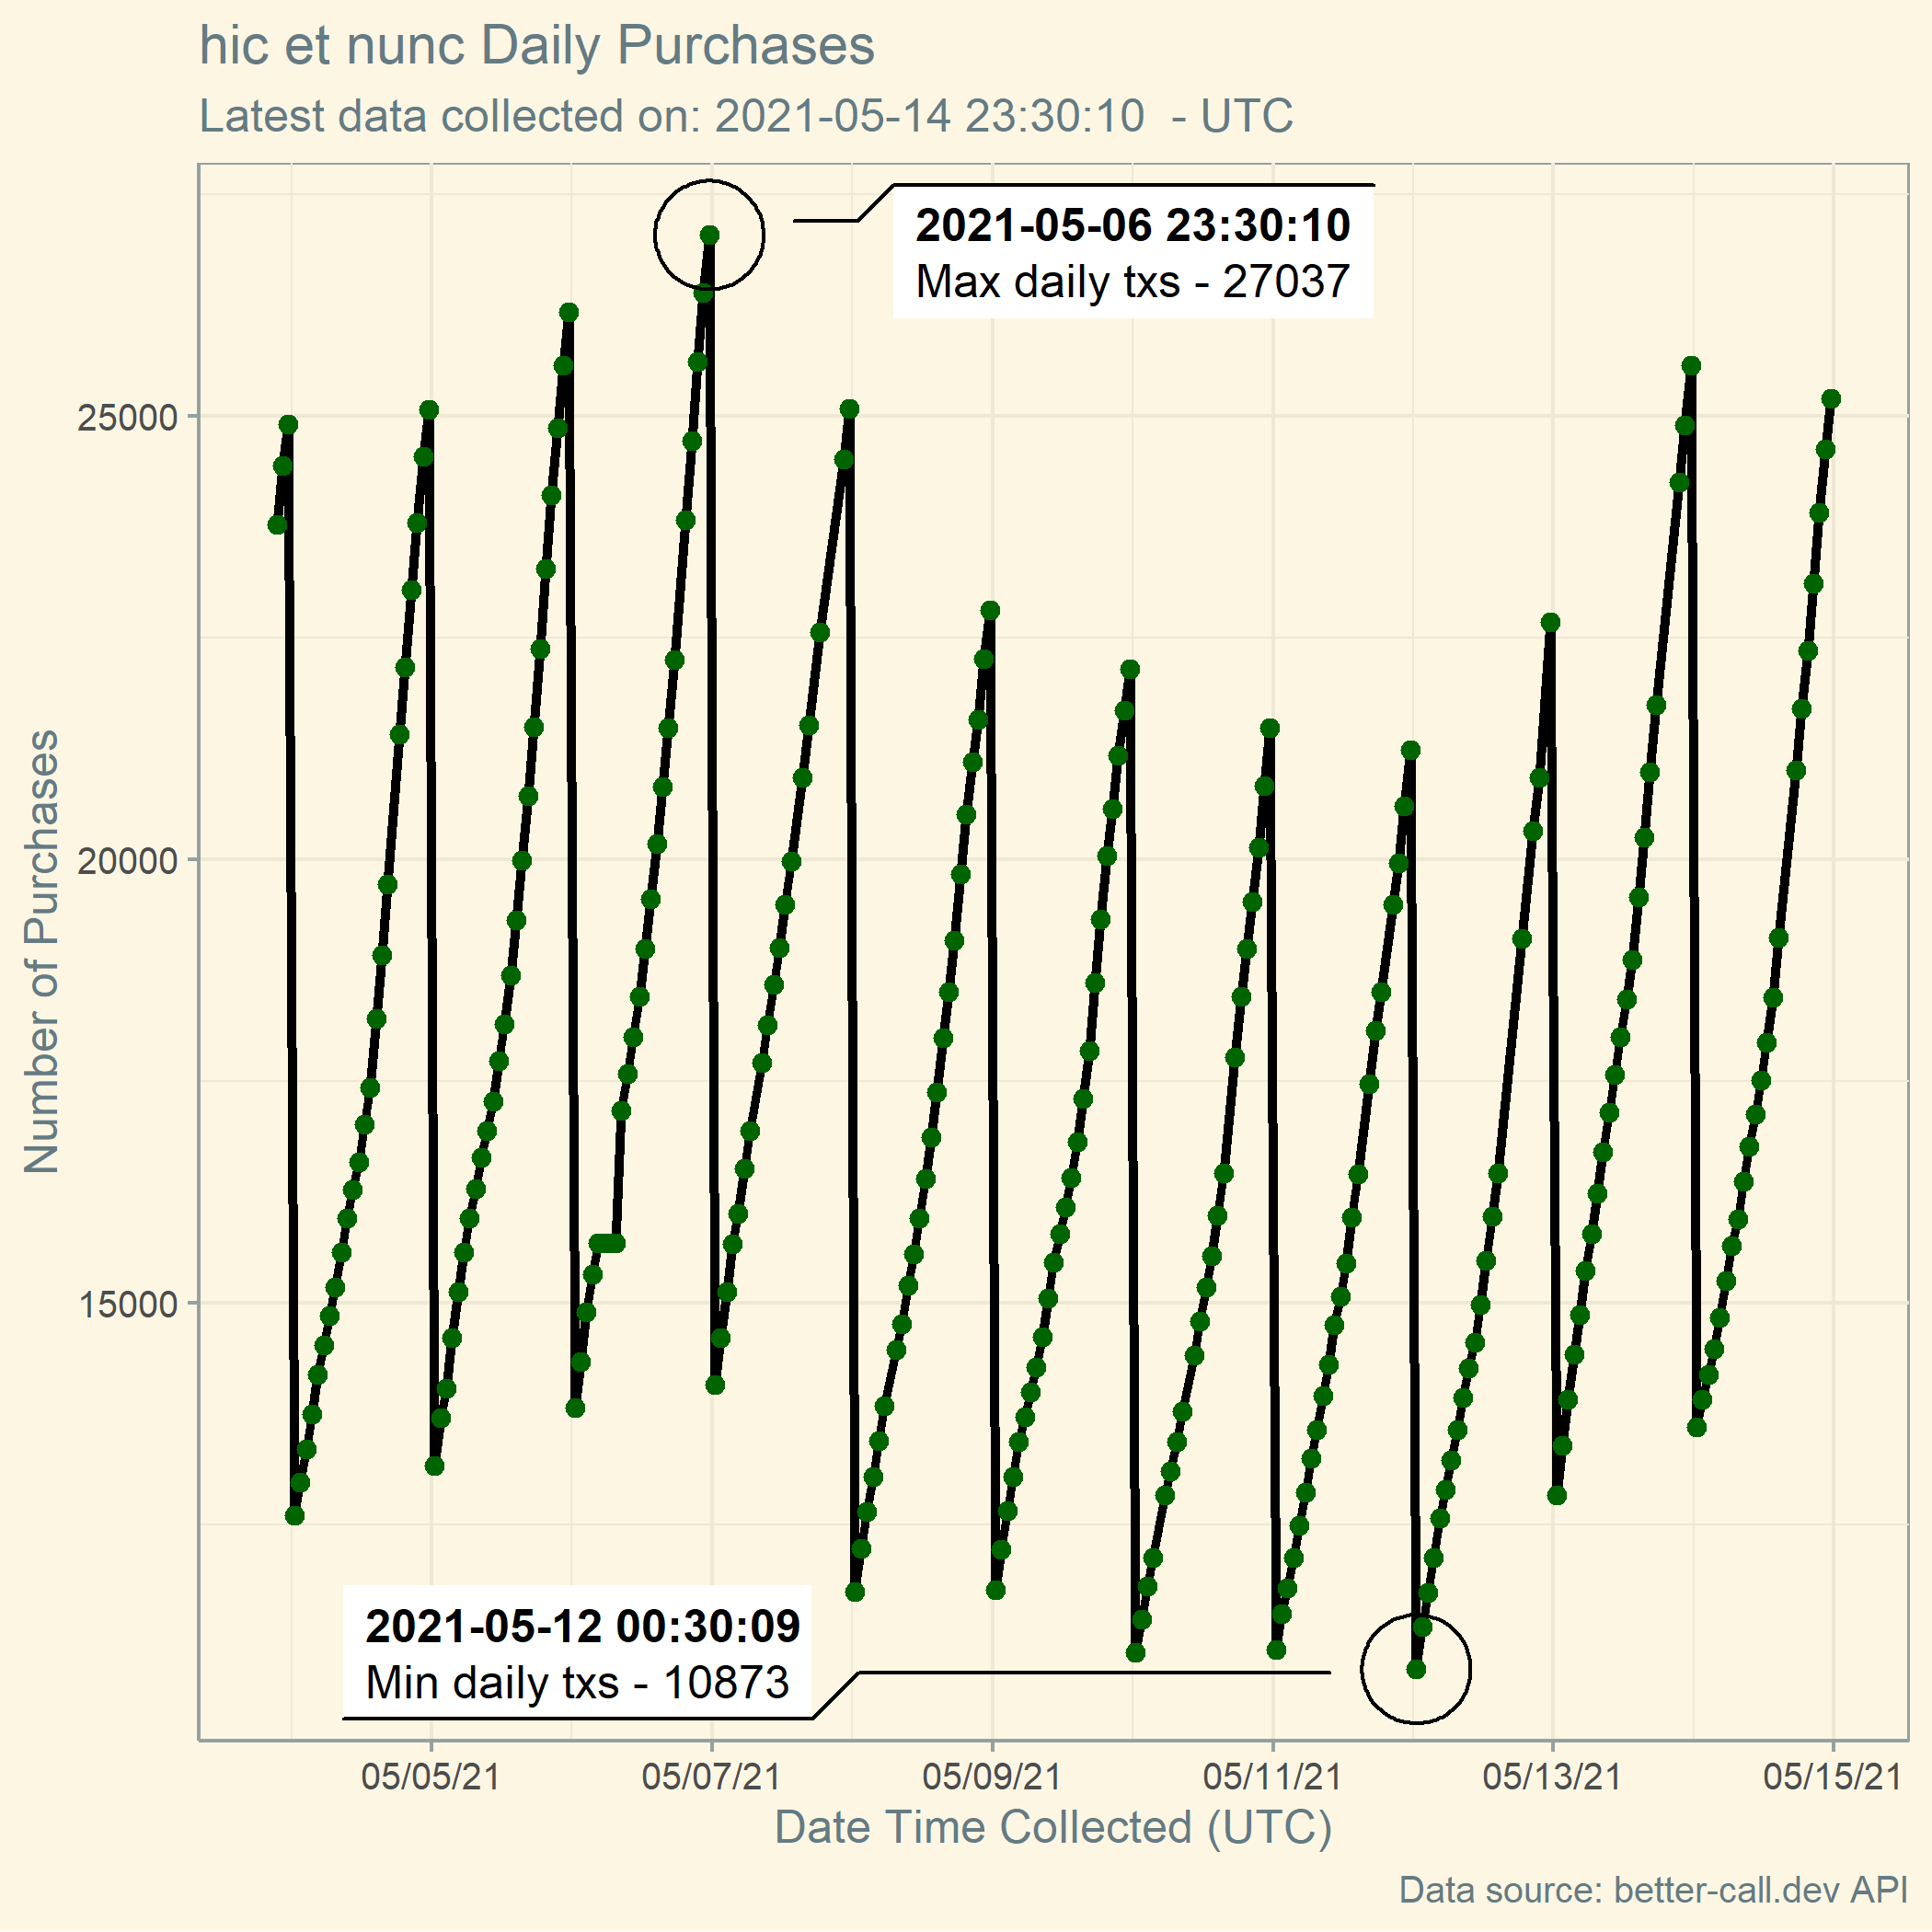 hic et nunc Daily Purchases
Latest data collected on: 2021-05-14 23:30:10  - UTC
2021-05-06 23:30:10
Max daily txs - 27037
Number of Purchases
25000
20000
15000
2021-05-12 00:30:09
Min daily txs - 10873
05/05/21 05/07/21 05/09/21 05/11/21 05/13/21 05/15/21
Date Time Collected (UTC)
Data source: better-call.dev API